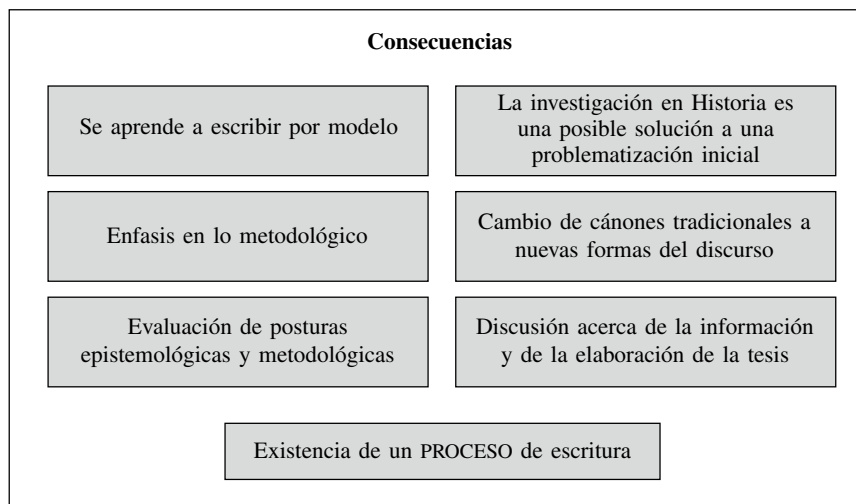 Consecuencias
Se aprende a escribir por modelo
La investigación en Historia es
una posible solución a una
problematización inicial
Enfasis en lo metodológico
Cambio de cánones tradicionales a
nuevas formas del discurso
Evaluación de posturas
epistemológicas y metodológicas
Discusión acerca de la información
y de la elaboración de la tesis
Existencia de un PROCESO de escritura